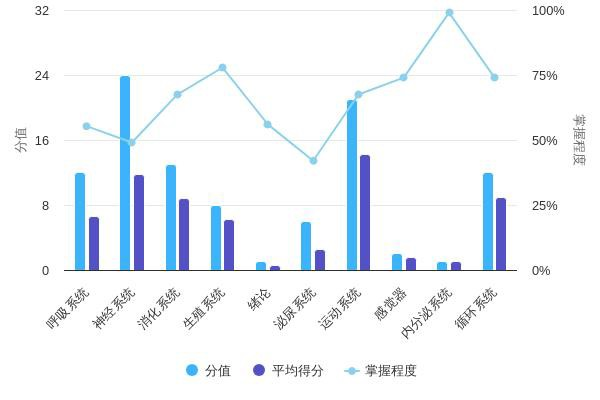 32 100%
24 75%
16 50%
8 25%
0 0%
分值
掌握程度
呼吸系统 神经系统 消化系统 生殖系统 绪论 泌尿系统 运动系统 感觉器 内分泌系统 循环系统
分值 平均得分 掌握程度